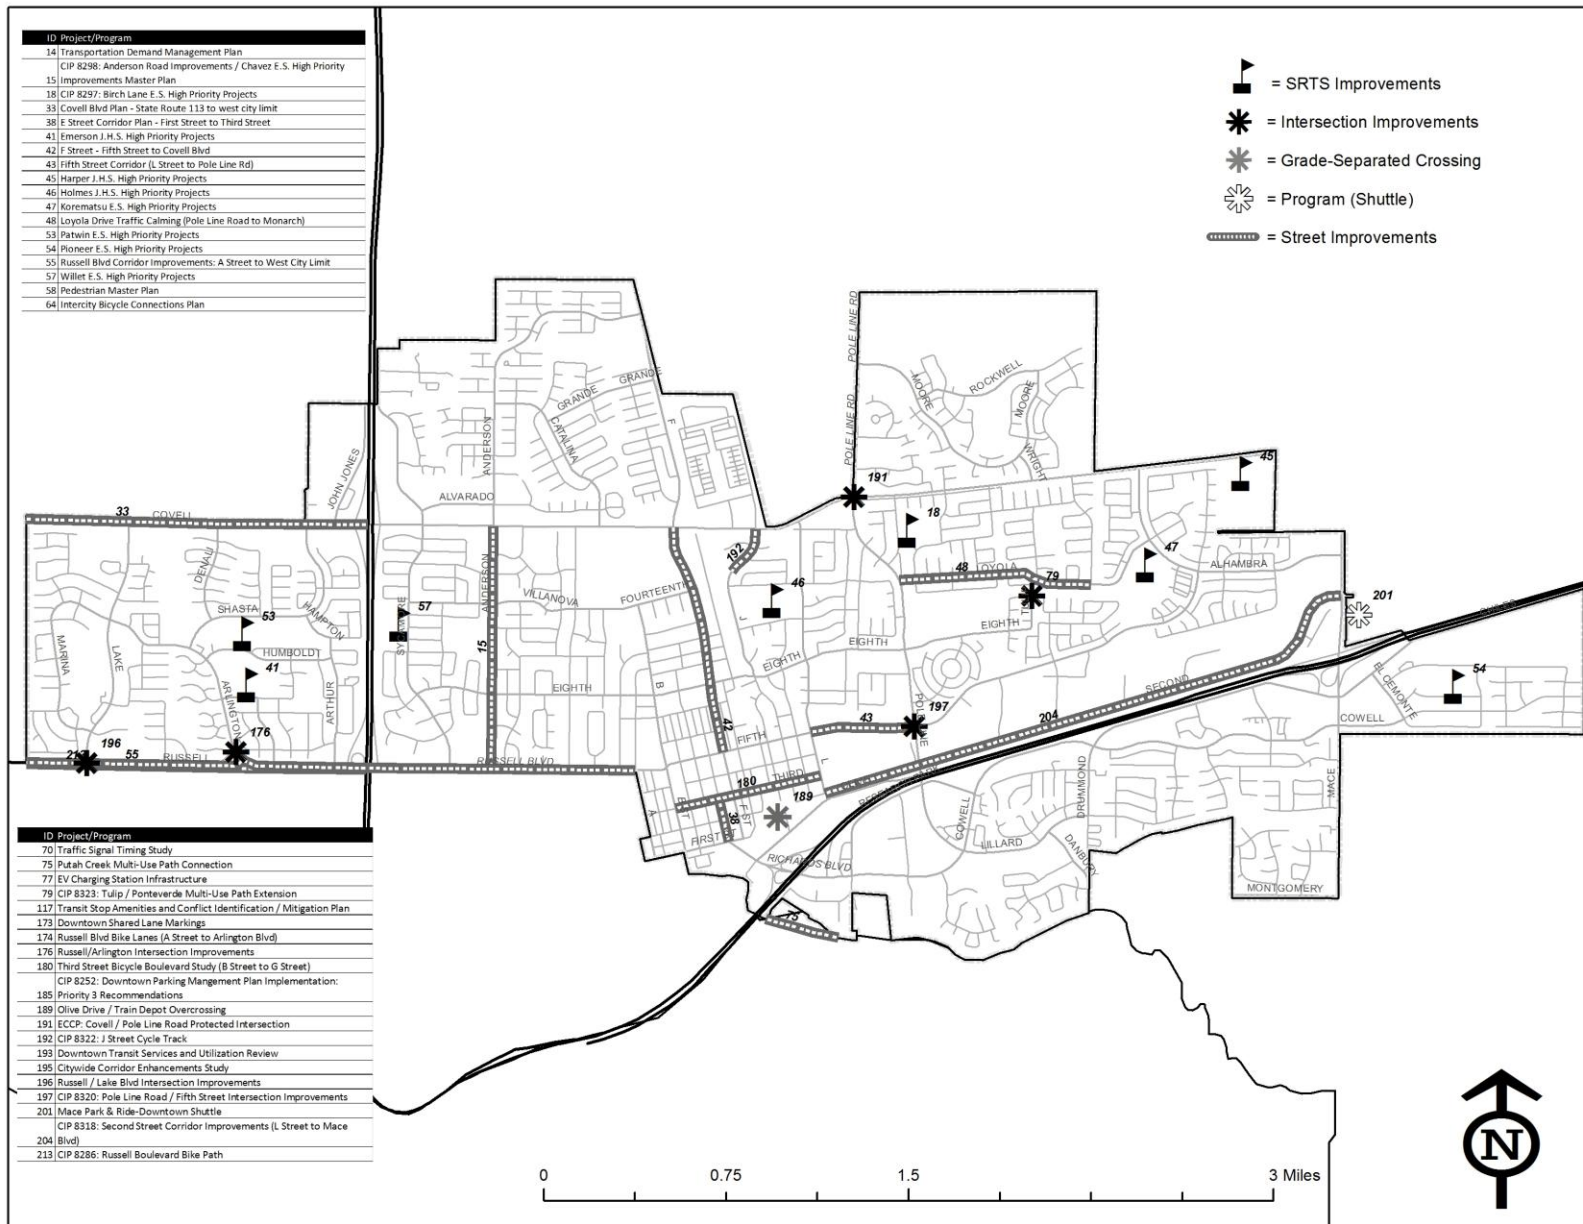 ID Project/Program
14 Transportation Demand Management Plan
CIP 8298: Anderson Road Improvements / Chavez E.S. High Priority
15 Improvements Master Plan
18 CIP 8297: Birch Lane E.S. High Priority Projects
33 Covell Blvd Plan - State Route 113 to west city limit
38 E Street Corridor Plan - First Street to Third Street
41 Emerson J.H.S. High Priority Projects
42 F Street - Fifth Street to Covell Blvd
43 Fifth Street Corridor (L Street to Pole Line Rd)
45 Harper J.H.S. High Priority Projects
46 Holmes J.H.S. High Priority Projects
47 Korematsu E.S. High Priority Projects
48 Loyola Drive Traffic Calming (Pole Line Road to Monarch)
53 Patwin E.S. High Priority Projects
54 Pioneer E.S. High Priority Projects
55 Russell Blvd Corridor Improvements: A Street to West City Limit
57 Willet E.S. High Priority Projects
58 Pedestrian Master Plan
64 Intercity Bicycle Connections Plan
= SRTS Improvements
= Intersection Improvements
= Grade-Separated Crossing
= Program (Shuttle)
= Street Improvements
POLE LINE RD
POLE LINE RD
POLE LINE RD
MOORE
ROCKWELL
MOORE
WRIGHT
GRANDE
GRANDE
CATALINA
F
ANDERSON
ALVARADO
JOHN JONES
191
45
33
COVELL
18
192
47
ALHAMBRA
DENALI
SHASTA
53
HAMPTON
HUMBOLDT
41
MARINA
LAKE
ARLINGTON
ARTHUR
57
SYCAMORE
ANDERSON
15
VILLANOVA
FOURTEENTH
46
J
48
LOYOLA
79
201
EIGHTH
EIGHTH
EIGHTH
EIGHTH
B
42
FIFTH
43
197
SECOND
204
EL CEMONTE
54
COWELL
196
176
55
RUSSELL
RUSSELL BLVD
180
THIRD
L
189
A
B ST
F ST
38
FIRST ST
RICHARDS BLVD
COWELL
LILLARD
DRUMMOND
DANBURY
MACE
MONTGOMERY
75
ID Project/Program
70 Traffic Signal Timing Study
75 Putah Creek Multi-Use Path Connection
77 EV Charging Station Infrastructure
79 CIP 8323: Tulip / Ponteverde Multi-Use Path Extension
117 Transit Stop Amenities and Conflict Identification / Mitigation Plan
173 Downtown Shared Lane Markings
174 Russell Blvd Bike Lanes (A Street to Arlington Blvd)
176 Russell/Arlington Intersection Improvements
180 Third Street Bicycle Boulevard Study (B Street to G Street)
CIP 8252: Downtown Parking Mangement Plan Implementation:
185 Priority 3 Recommendations
189 Olive Drive / Train Depot Overcrossing
191 ECCP: Covell / Pole Line Road Protected Intersection
192 CIP 8322: J Street Cycle Track
193 Downtown Transit Services and Utilization Review
195 Citywide Corridor Enhancements Study
196 Russell / Lake Blvd Intersection Improvements
197 CIP 8320: Pole Line Road / Fifth Street Intersection Improvements
201 Mace Park & Ride-Downtown Shuttle
CIP 8318: Second Street Corridor Improvements (L Street to Mace
204 Blvd)
213 CIP 8286: Russell Boulevard Bike Path
0 0.75 1.5 3 Miles
N